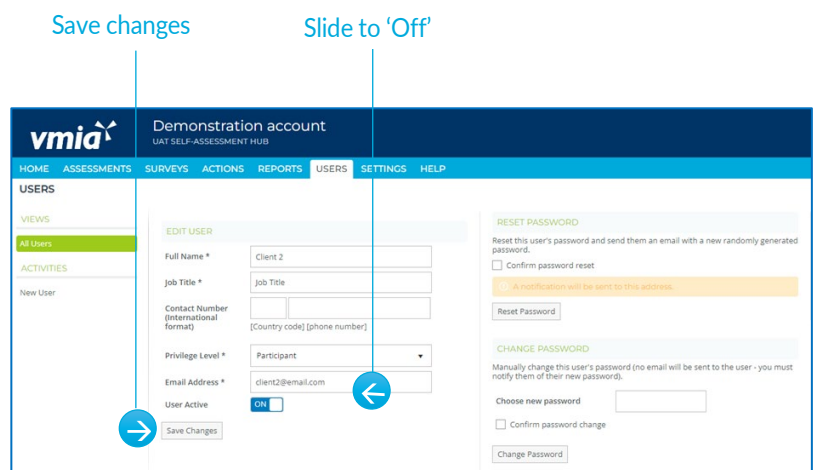 Save changes
Slide to ‘Off’
vmia
Demonstration account
UAT SELF-ASSESSMENT HUB
HOME ASSESSMENTS SURVEYS ACTIONS REPORTS USERS SETTINGS HELP
USERS
VIEWS
All Users
ACTIVITIES
New User
EDIT USER
Full Name * Client 2
Job Title * Job Title
Contact Number
(International
format)
[Country code] [phone number]
Privilege Level * Participant
Email Address * client2@email.com
User Active ON
Save Changes
RESET PASSWORD
Reset this user's password and send them an email with a new randomly generated
password.
Confirm password reset
A notification will be sent to this address.
Reset Password
CHANGE PASSWORD
Manually change this user's password (no email will be sent to the user - you must
notify them of their new password).
Choose new password
Confirm password change
Change Password